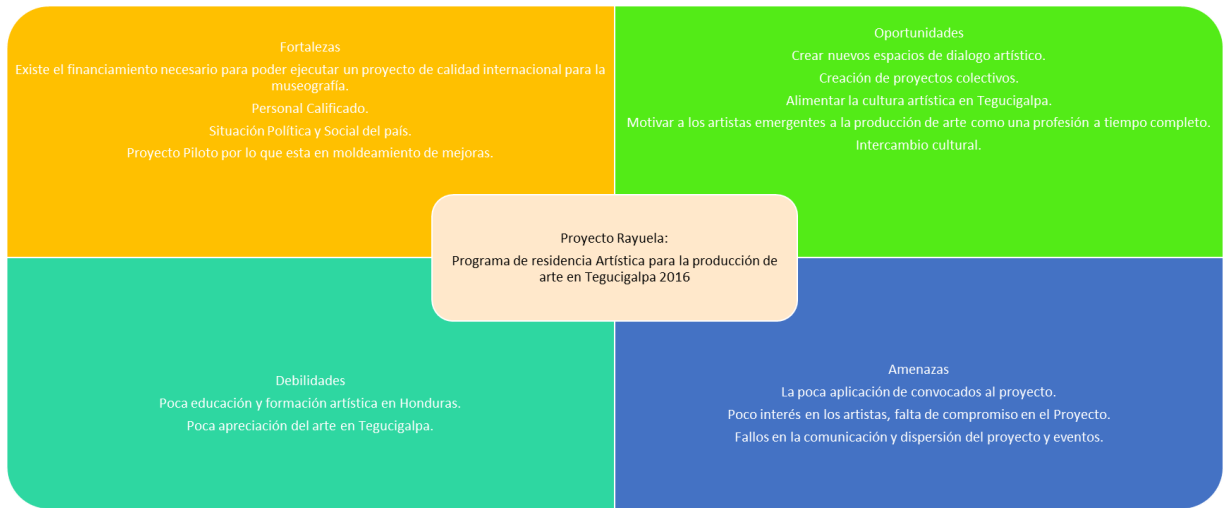 Fortalezas
Existe el financiamiento necesario para poder ejecutar un proyecto de calidad internacional para la
museografía.
Personal Calificado.
Situación Política y Social del país.
Proyecto Piloto por lo que esta en moldeamiento de mejoras.
Oportunidades
Crear nuevos espacios de dialogo artístico.
Creación de proyectos colectivos.
Alimentar la cultura artística en Tegucigalpa.
Motivar a los artistas emergentes a la producción de arte como una profesión a tiempo completo.
Intercambio cultural.
Proyecto Rayuela:
Programa de residencia Artística para la producción de
arte en Tegucigalpa 2016
Debilidades
Poca educación y formación artística en Honduras.
Poca apreciación del arte en Tegucigalpa.
Amenazas
La poca aplicación de convocados al proyecto.
Poco interés en los artistas, falta de compromiso en el Proyecto.
Fallos en la comunicación y dispersión del proyecto y eventos.